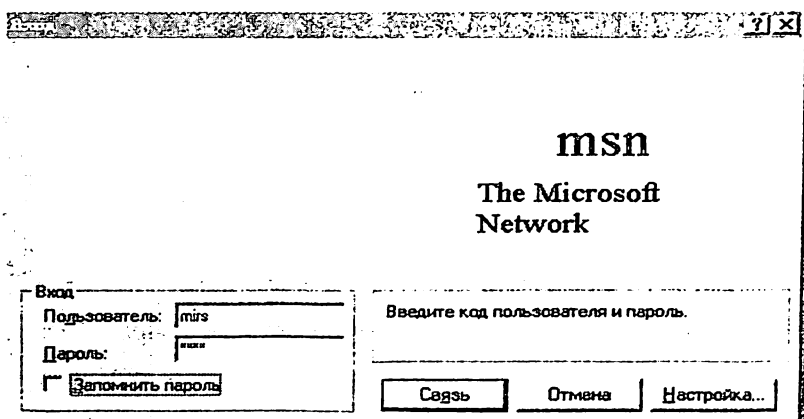 msn
The Microsoft
Network
Вход
Пользователь: mirs
Пароль: ****
Запомнить пароль
Введите код пользователя и пароль.
Связь Отмена Настройка...